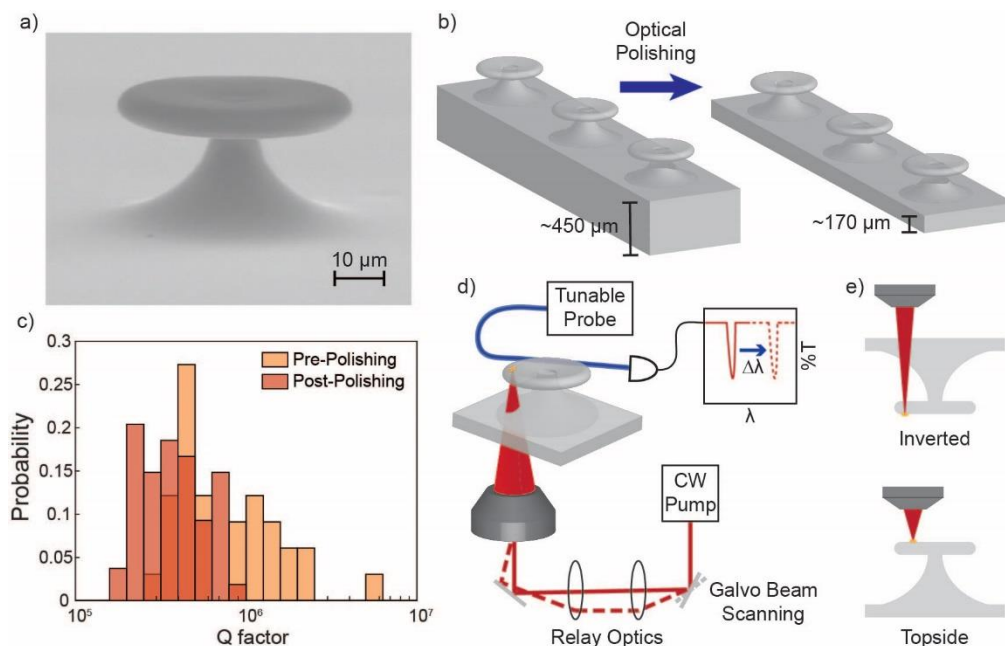 a)
10 µm
b)
Optical
Polishing
~450 µm
~170 µm
c)
Pre-Polishing
Post-Polishing
Probability
0.3
0.25
0.2
0.15
0.1
0.05
0
10⁵
10⁶
10⁷
Q factor
d)
Tunable
Probe
Δλ
T%
λ
CW
Pump
Galvo Beam
Scanning
Relay Optics
e)
Inverted
Topside